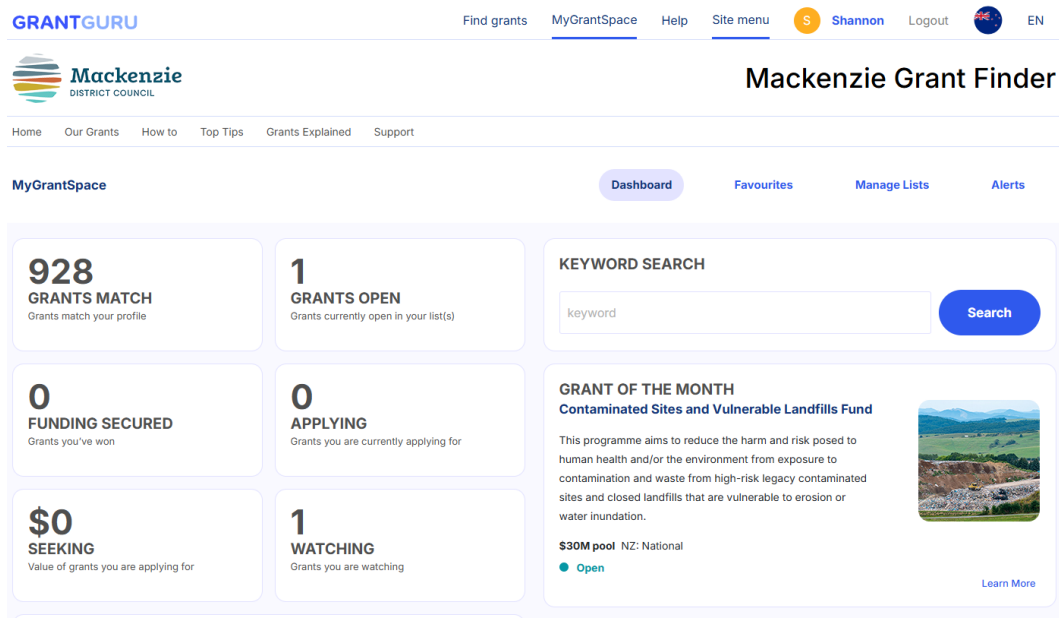 GRANTGURU
Find grants MyGrantSpace Help Site menu S Shannon Logout EN
Mackenzie
DISTRICT COUNCIL
Mackenzie Grant Finder
Home Our Grants How to Top Tips Grants Explained Support
MyGrantSpace
Dashboard Favourites Manage Lists Alerts
928
GRANTS MATCH
Grants match your profile
1
GRANTS OPEN
Grants currently open in your list(s)
KEYWORD SEARCH
keyword
Search
0
FUNDING SECURED
Grants you've won
0
APPLYING
Grants you are currently applying for
GRANT OF THE MONTH
Contaminated Sites and Vulnerable Landfills Fund
This programme aims to reduce the harm and risk posed to
human health and/or the environment from exposure to
contamination and waste from high-risk legacy contaminated
sites and closed landfills that are vulnerable to erosion or
water inundation.
$30M pool NZ: National
Open
Learn More
$0
SEEKING
Value of grants you are applying for
1
WATCHING
Grants you are watching